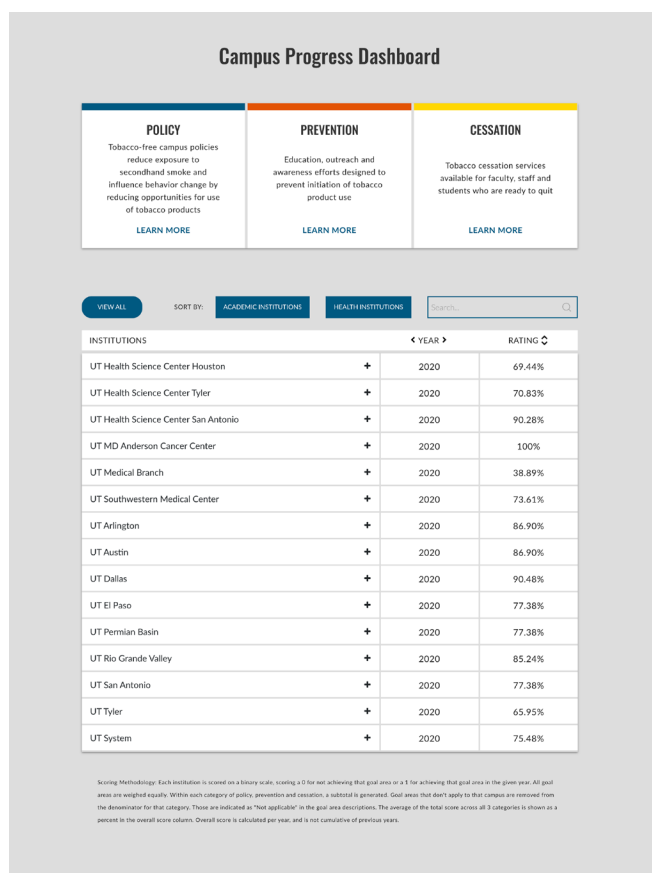 Campus Progress Dashboard
POLICY
Tobacco-free campus policies
reduce exposure to
secondhand smoke and
influence behavior change by
reducing opportunities for use
of tobacco products
LEARN MORE
PREVENTION
Education, outreach and
awareness efforts designed to
prevent initiation of tobacco
product use
LEARN MORE
CESSATION
Tobacco cessation services
available for faculty, staff and
students who are ready to quit
LEARN MORE
VIEW ALL SORT BY: ACADEMIC INSTITUTIONS HEALTH INSTITUTIONS Search...
INSTITUTIONS YEAR RATING
UT Health Science Center Houston + 2020 69.44%
UT Health Science Center Tyler + 2020 70.83%
UT Health Science Center San Antonio + 2020 90.28%
UT MD Anderson Cancer Center + 2020 100%
UT Medical Branch + 2020 38.89%
UT Southwestern Medical Center + 2020 73.61%
UT Arlington + 2020 86.90%
UT Austin + 2020 86.90%
UT Dallas + 2020 90.48%
UT El Paso + 2020 77.38%
UT Permian Basin + 2020 77.38%
UT Rio Grande Valley + 2020 85.24%
UT San Antonio + 2020 77.38%
UT Tyler + 2020 65.95%
UT System + 2020 75.48%
Scoring Methodology: Each institution is scored on a binary scale, scoring a 0 for not achieving that goal area or a 1 for achieving that goal area in the given year. All goal
areas are weighed equally. Within each category of policy, prevention and cessation, a subtotal is generated. Goal areas that don't apply to that campus are removed from
the denominator for that category. Those are indicated as "Not applicable" in the goal area descriptions. The average of the total score across all 3 categories is shown as a
percent in the overall score column. Overall score is calculated per year, and is not cumulative of previous years.